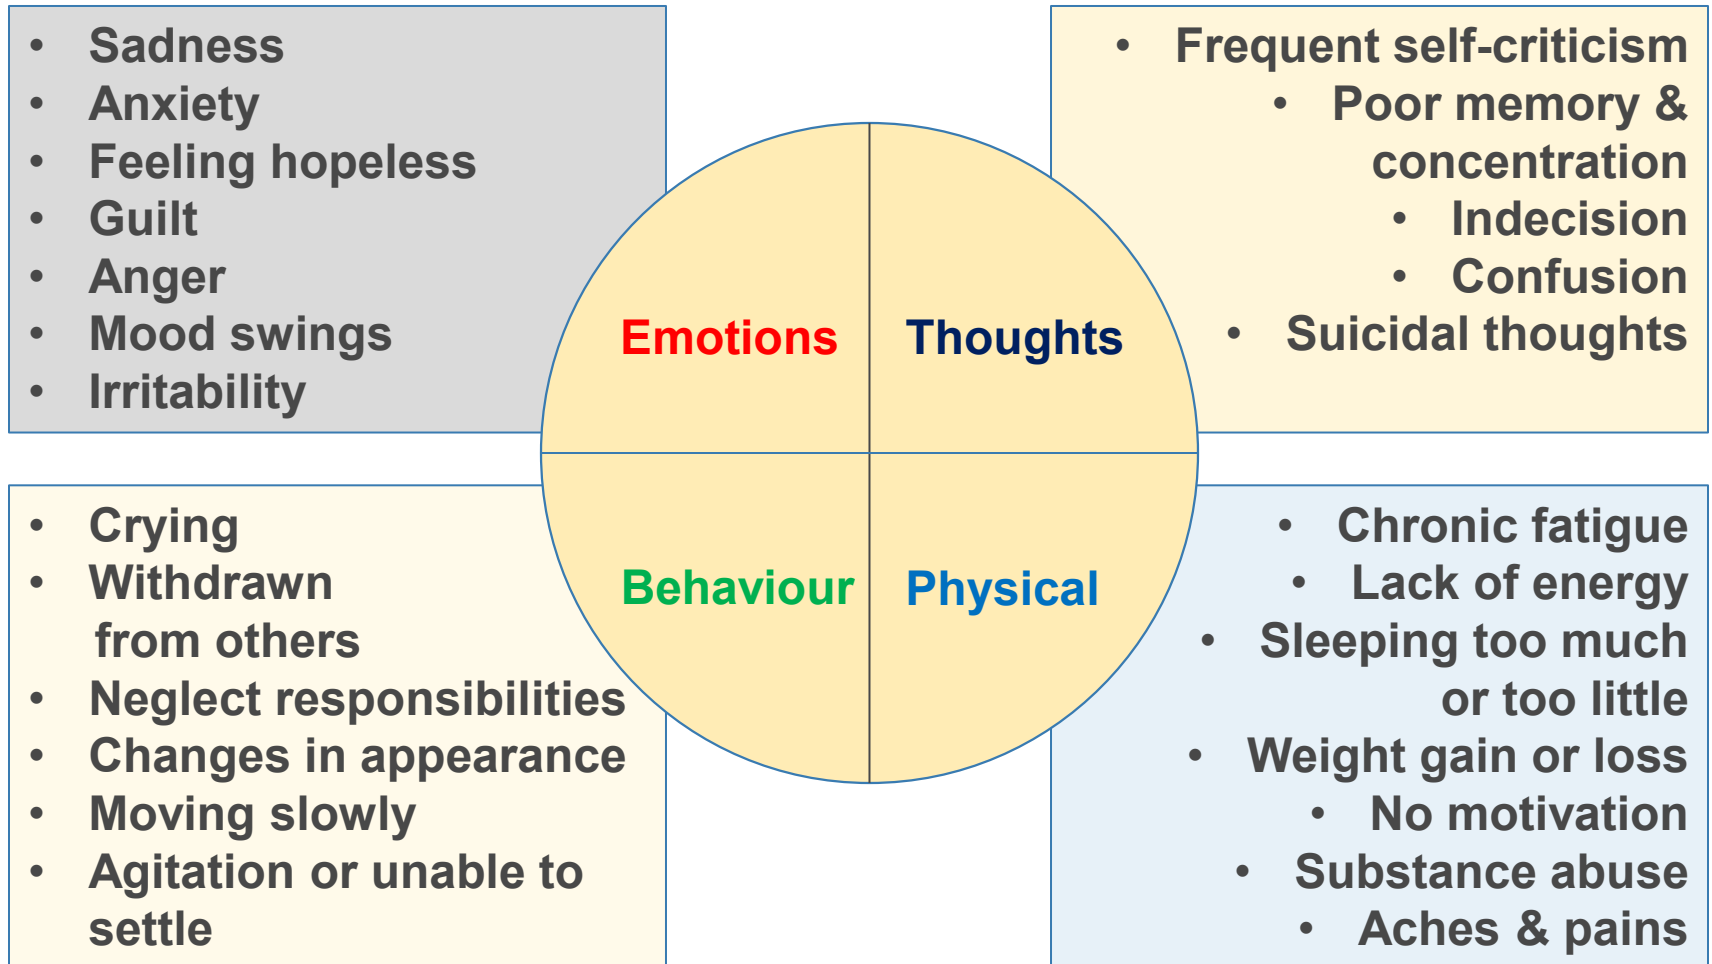 • Sadness
• Anxiety
• Feeling hopeless
• Guilt
• Anger
• Mood swings
• Irritability
• Frequent self-criticism
• Poor memory &
concentration
• Indecision
• Confusion
• Suicidal thoughts
Emotions
Thoughts
Behaviour
Physical
• Crying
• Withdrawn
from others
• Neglect responsibilities
• Changes in appearance
• Moving slowly
• Agitation or unable to
settle
• Chronic fatigue
• Lack of energy
• Sleeping too much
or too little
• Weight gain or loss
• No motivation
• Substance abuse
• Aches & pains